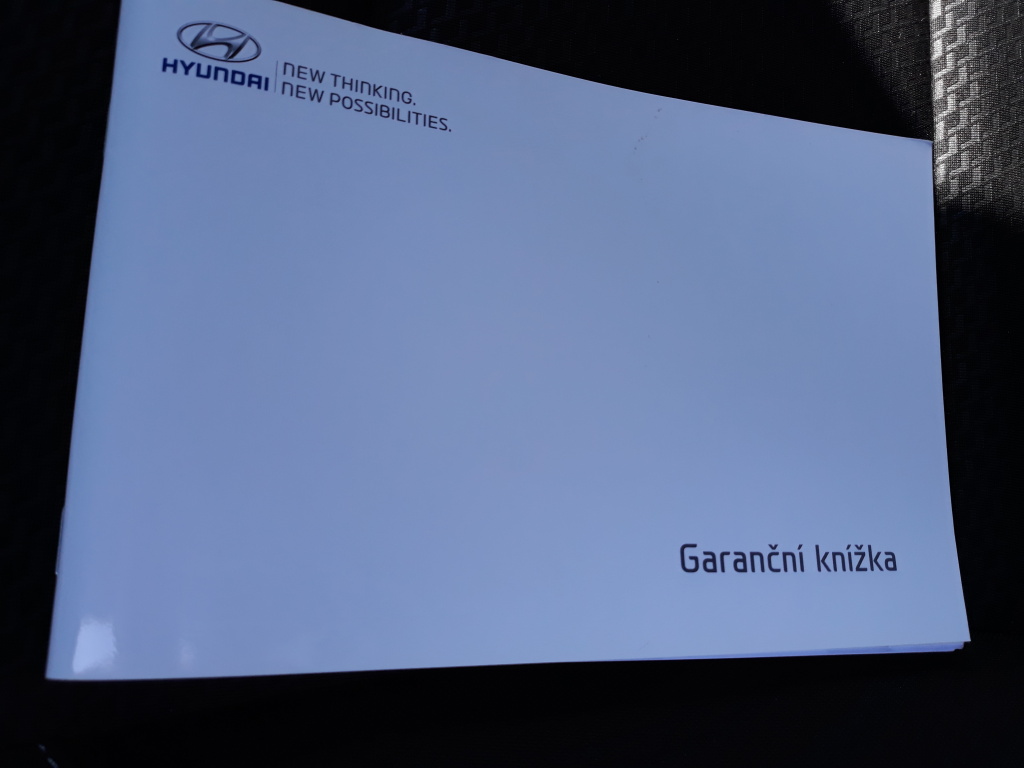 HYUNDAI
NEW THINKING.
NEW POSSIBILITIES.
Garanční knížka